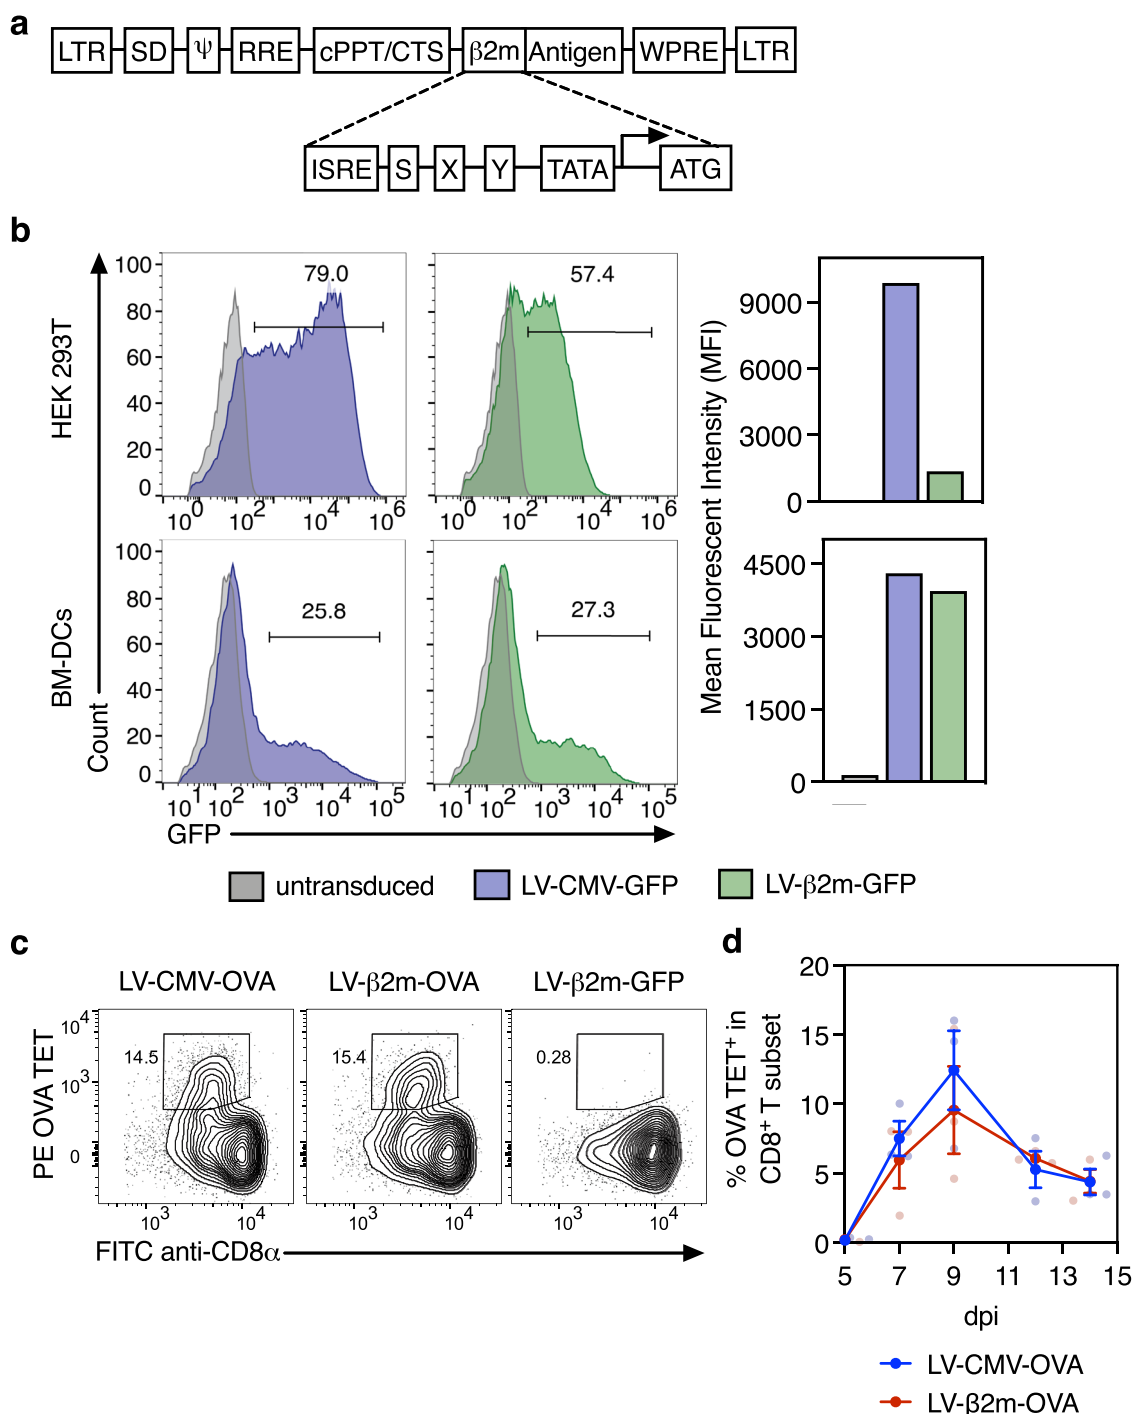 a
LTR SD ψ RRE cPPT/CTS β2m Antigen WPRE LTR
ISRE S X Y TATA ATG
b
HEK 293T
100
80
60
40
20
0
79.0
10^0 10^2 10^4 10^6
57.4
10^0 10^2 10^4 10^6
BM-DCs
100
80
60
40
20
0
25.8
10^1 10^2 10^3 10^4 10^5
27.3
10^1 10^2 10^3 10^4 10^5
Count
GFP
Mean Fluorescent Intensity (MFI)
9000
6000
3000
0
4500
3000
1500
0
untransduced LV-CMV-GFP LV-β2m-GFP
c
LV-CMV-OVA LV-β2m-OVA LV-β2m-GFP
PE OVA TET
10^4
10^3
0
14.5 15.4 0.28
10^3 10^4 10^3 10^4 10^3 10^4
FITC anti-CD8α
d
% OVA TET+ in
CD8+ T subset
20
15
10
5
0
5 7 9 11 13 15
dpi
LV-CMV-OVA
LV-β2m-OVA